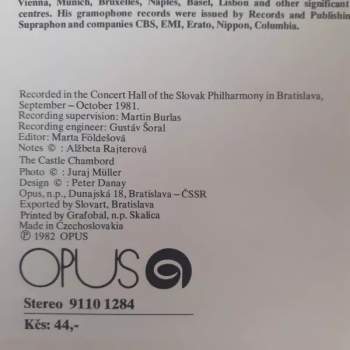 Vienna, Munich, Bruxelles, Naples, Basel, Lisbon and other significant
centres. His gramophone records were issued by Records and Publishin
Supraphon and companies CBS, EMI, Erato, Nippon, Columbia.
Recorded in the Concert Hall of the Slovak Philharmony in Bratislava,
September – October 1981.
Recording supervision: Martin Burlas
Recording engineer: Gustáv Šoral
Editor: Marta Földešová
Notes © : Alžbeta Rajterová
The Castle Chambord
Photo © : Juraj Müller
Design © : Peter Danay
Opus, n.p., Dunajská 18, Bratislava – ČSSR
Exported by Slovart, Bratislava
Printed by Grafobal, n.p. Skalica
Made in Czechoslovakia
℗ 1982 OPUS
OPUS
Stereo 9110 1284
Kčs: 44,-